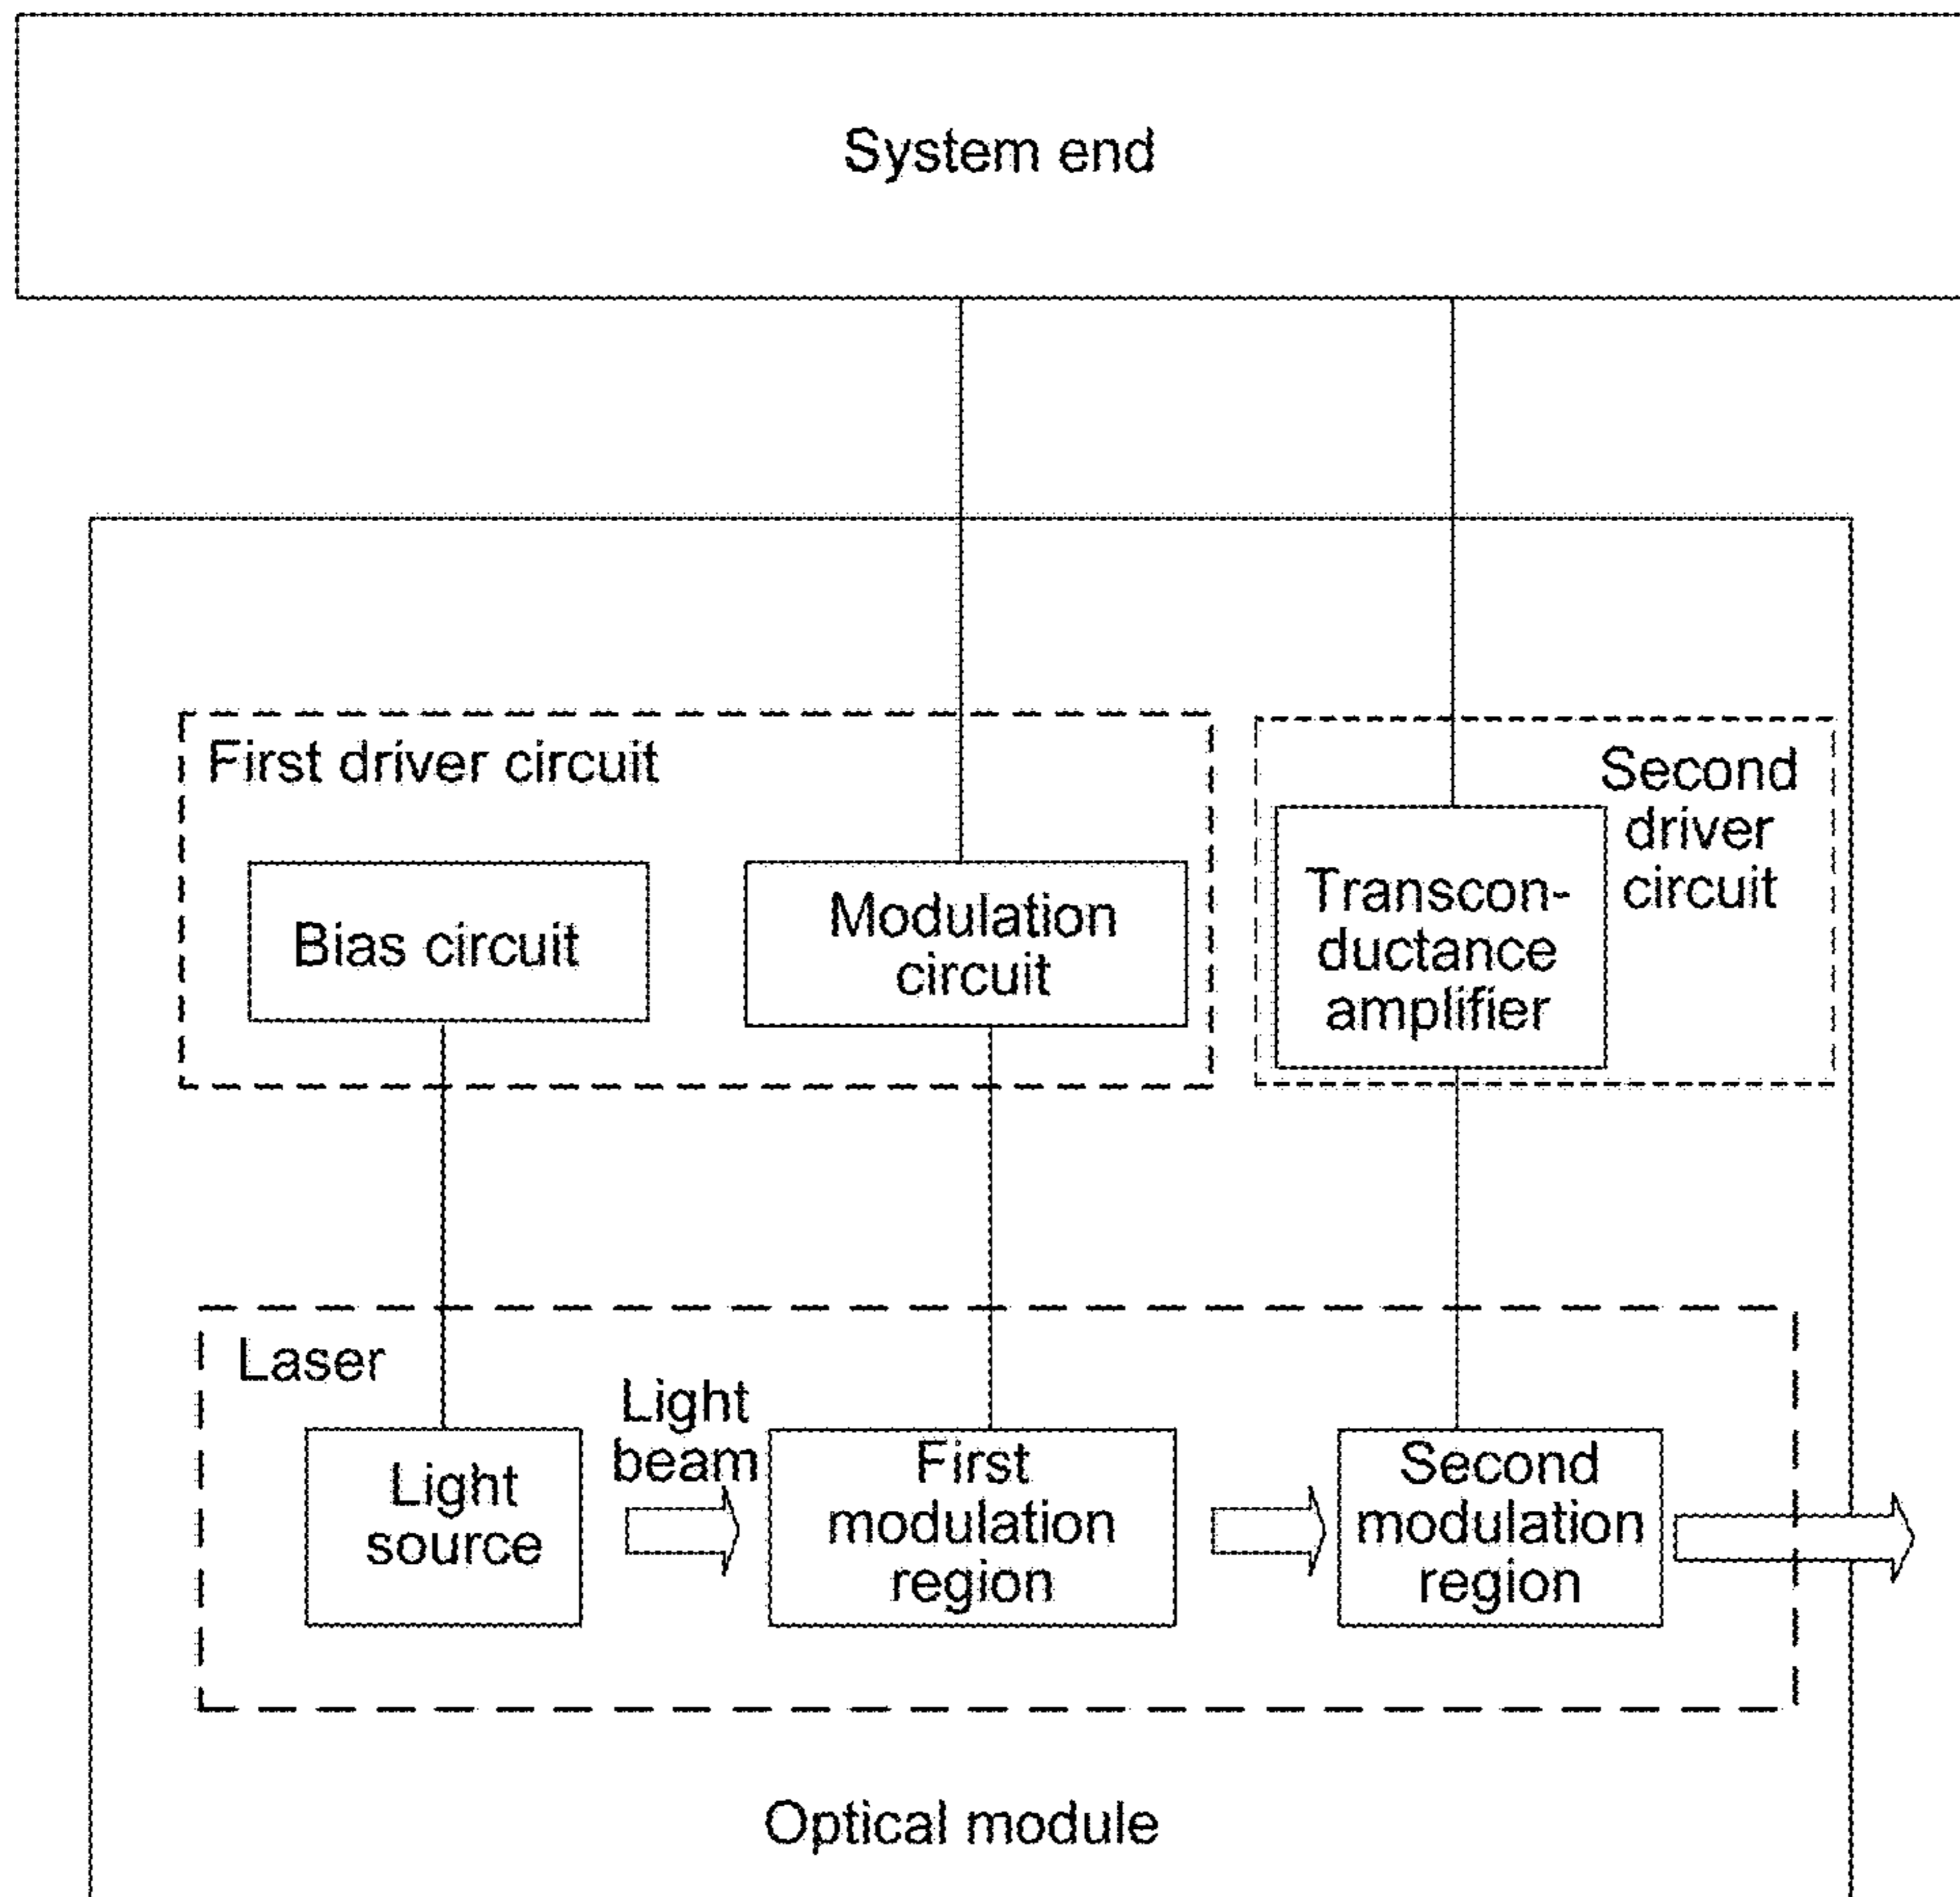 System end
First driver circuit
Second
driver
circuit
Bias circuit
Modulation
circuit
Transcon-
ductance
amplifier
Laser
Light
beam
Light
source
First
modulation
region
Second
modulation
region
Optical module